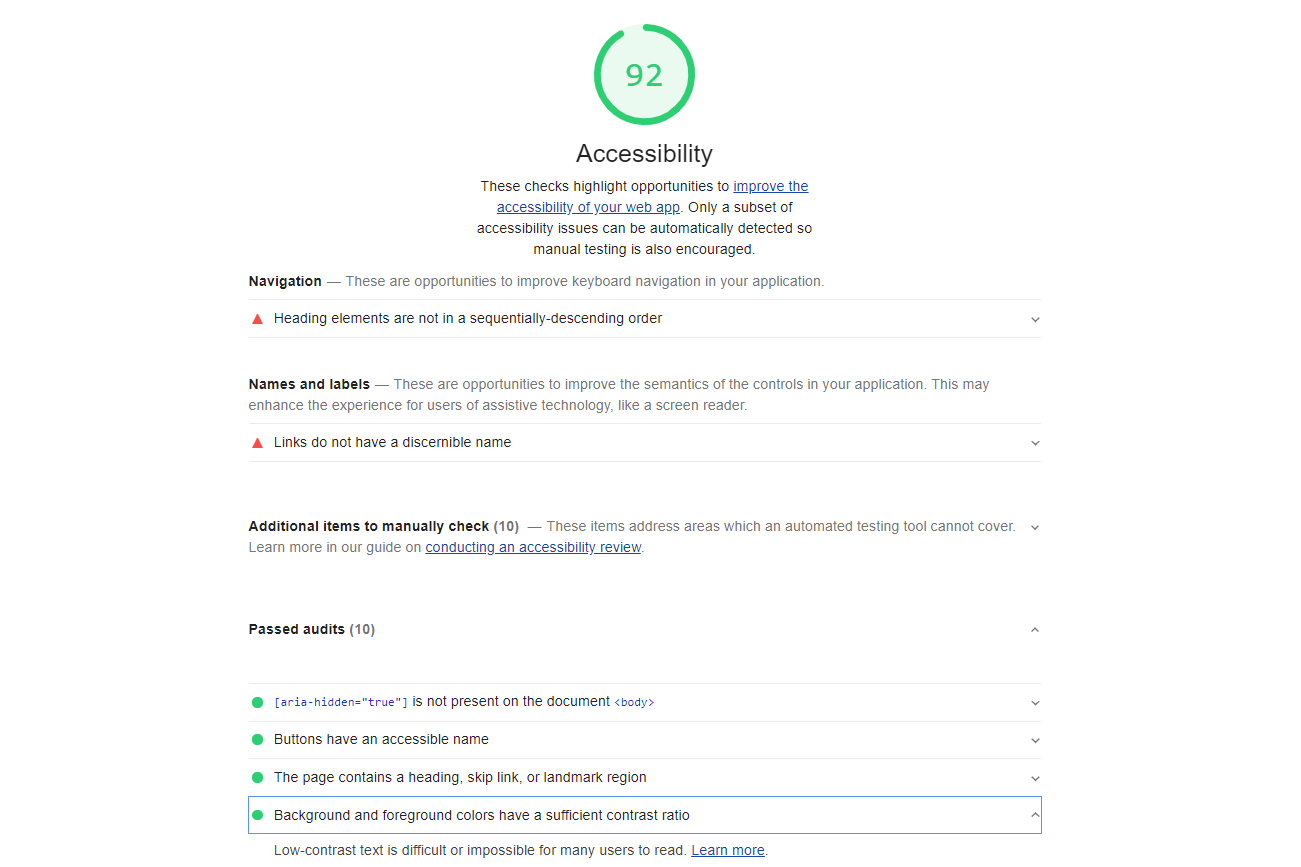 92
Accessibility
These checks highlight opportunities to improve the
accessibility of your web app. Only a subset of
accessibility issues can be automatically detected so
manual testing is also encouraged.
Navigation — These are opportunities to improve keyboard navigation in your application.
Heading elements are not in a sequentially-descending order
Names and labels — These are opportunities to improve the semantics of the controls in your application. This may
enhance the experience for users of assistive technology, like a screen reader.
Links do not have a discernible name
Additional items to manually check (10) — These items address areas which an automated testing tool cannot cover.
Learn more in our guide on conducting an accessibility review.
Passed audits (10)
[aria-hidden="true"] is not present on the document <body>
Buttons have an accessible name
The page contains a heading, skip link, or landmark region
Background and foreground colors have a sufficient contrast ratio
Low-contrast text is difficult or impossible for many users to read. Learn more.